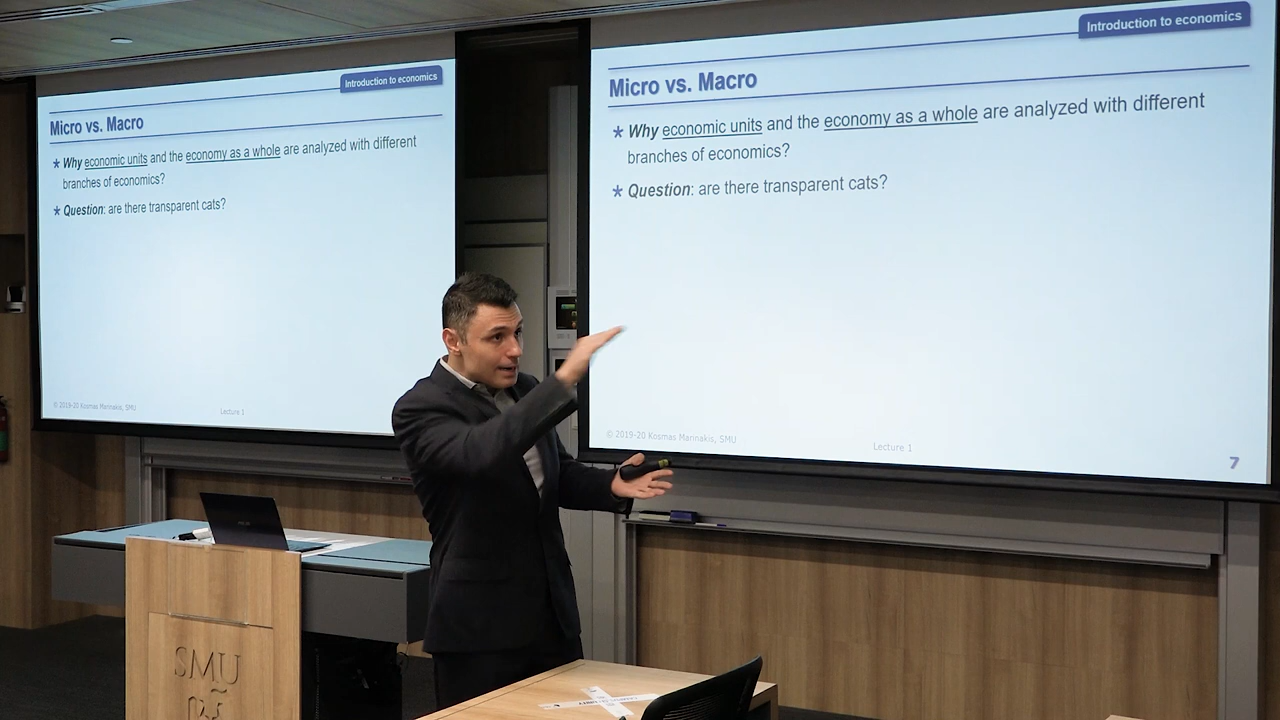 Introduction to economics
Micro vs. Macro
* Why economic units and the economy as a whole are analyzed with different
branches of economics?
* Question: are there transparent cats?
© 2019-20 Kosmas Marinakis, SMU
Lecture 1
Introduction to economics
Micro vs. Macro
* Why economic units and the economy as a whole are analyzed with different
branches of economics?
* Question: are there transparent cats?
© 2019-20 Kosmas Marinakis, SMU
Lecture 1
7
SMU